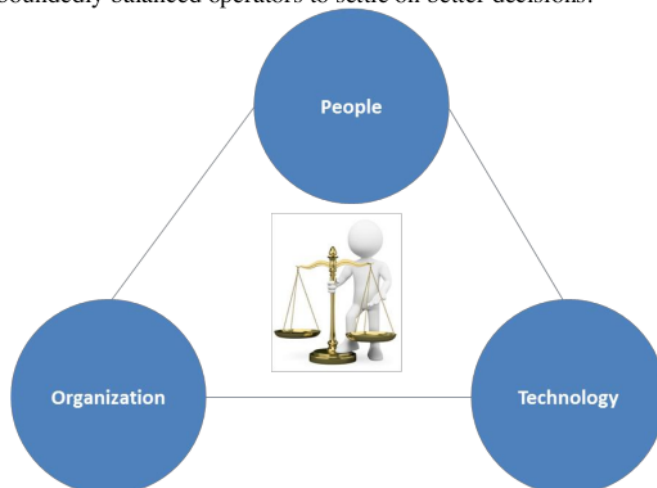 boundedly balanced operators to settle on better decisions.
People
Organization
Technology